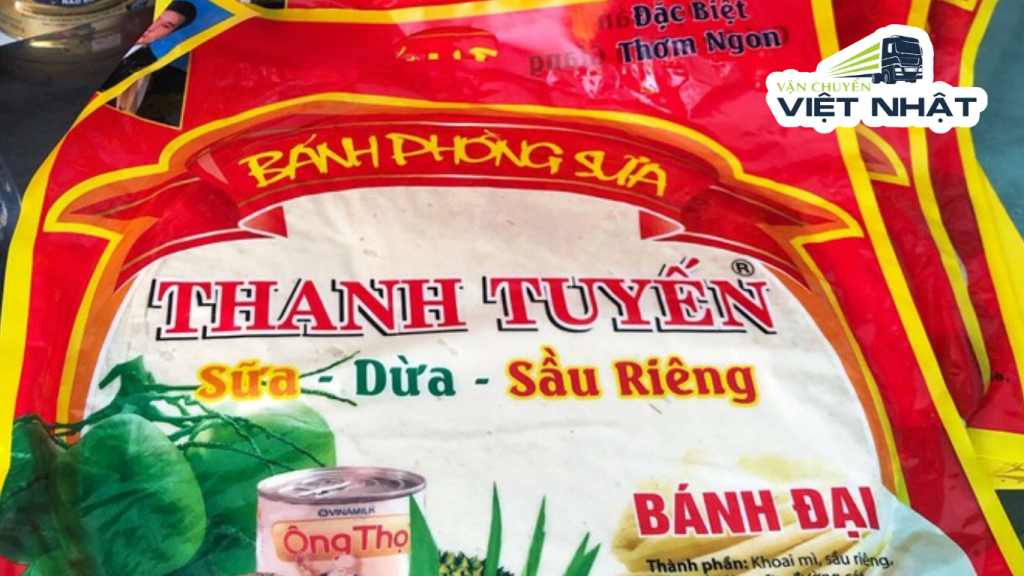 Đặc Biệt
Thơm Ngon
VẬN CHUYỂN
VIỆT NHẬT
BÁNH PHỒNG SỮA
THANH TUYẾN®
Sữa - Dừa - Sầu Riêng
VINAMILK
Ông Thọ
BÁNH ĐẠI
Thành phần: Khoai mì, sầu riêng,